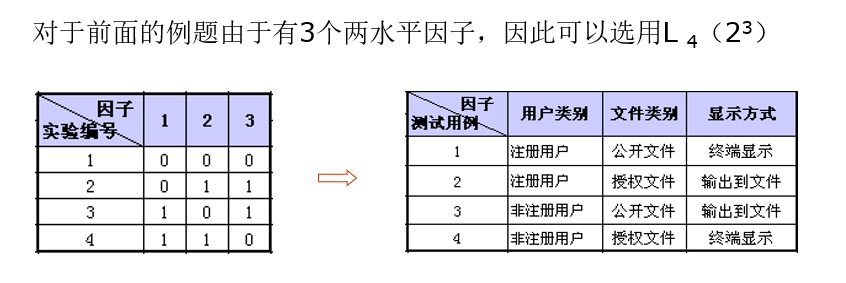 对于前面的例题由于有3个两水平因子，因此可以选用L 4（2³）
因子 1 2 3
实验编号
1 0 0 0
2 0 1 1
3 1 0 1
4 1 1 0
因子 用户类别 文件类别 显示方式
测试用例
1 注册用户 公开文件 终端显示
2 注册用户 授权文件 输出到文件
3 非注册用户 公开文件 输出到文件
4 非注册用户 授权文件 终端显示